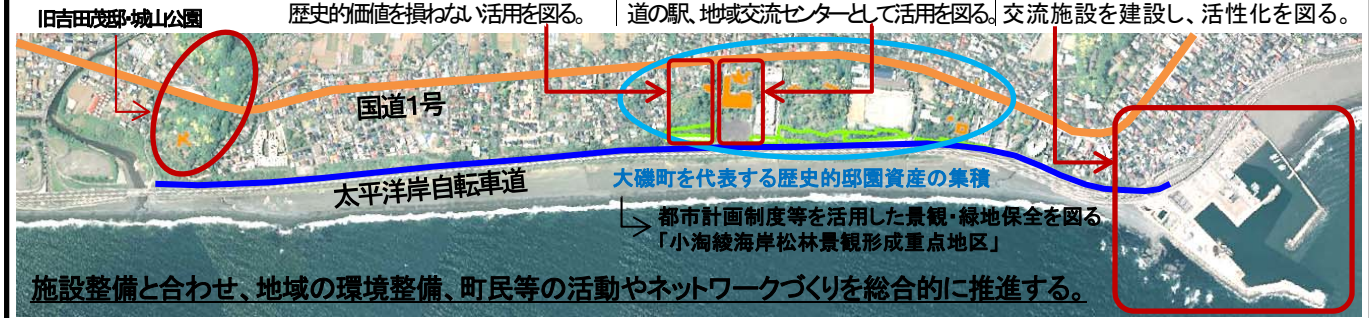 旧吉田茂邸・城山公園
歴史的価値を損ねない活用を図る。
道の駅、地域交流センターとして活用を図る。
交流施設を建設し、活性化を図る。
国道1号
太平洋岸自転車道
大磯町を代表する歴史的邸園資産の集積
都市計画制度等を活用した景観・緑地保全を図る
「小淘綾海岸松林景観形成重点地区」
施設整備と合わせ、地域の環境整備、町民等の活動やネットワークづくりを総合的に推進する。